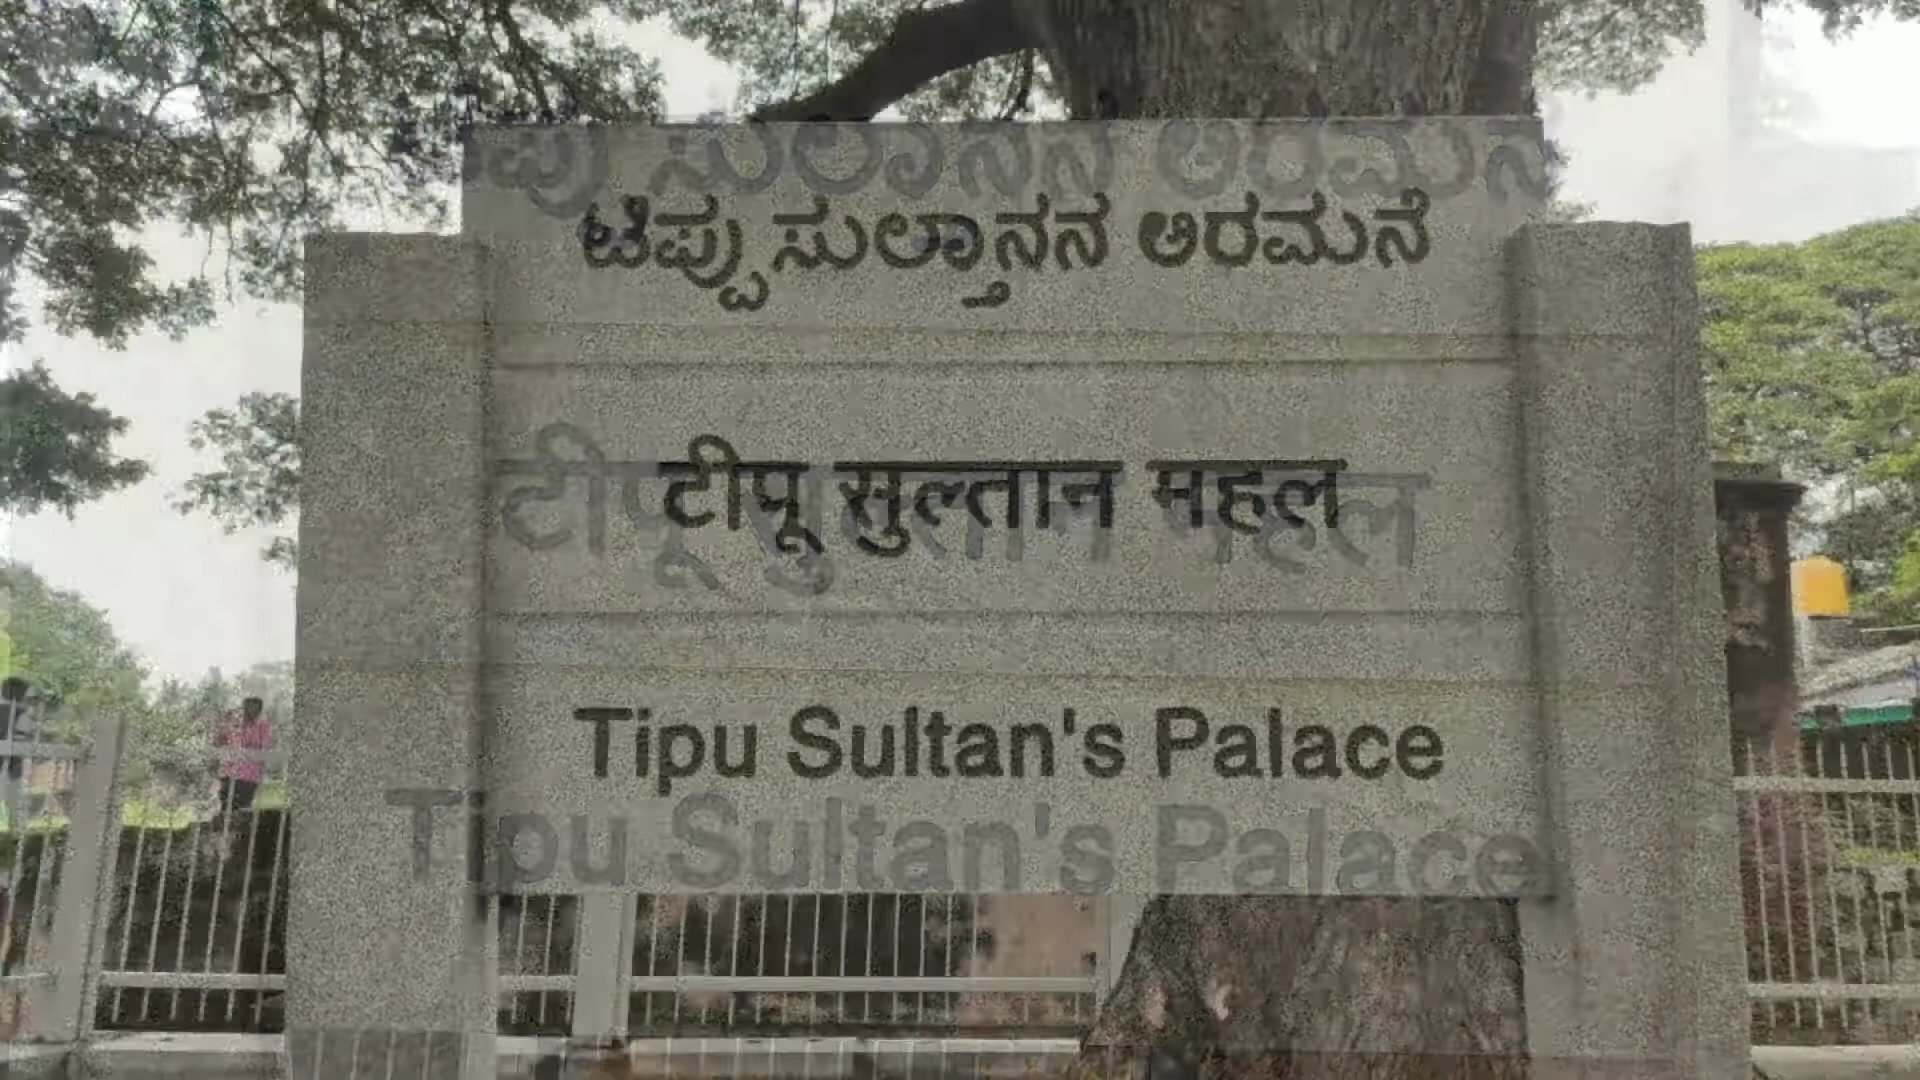 ಟಿಪ್ಪು ಸುಲ್ತಾನನ ಅರಮನೆ
टीपू सुल्तान महल
Tipu Sultan's Palace